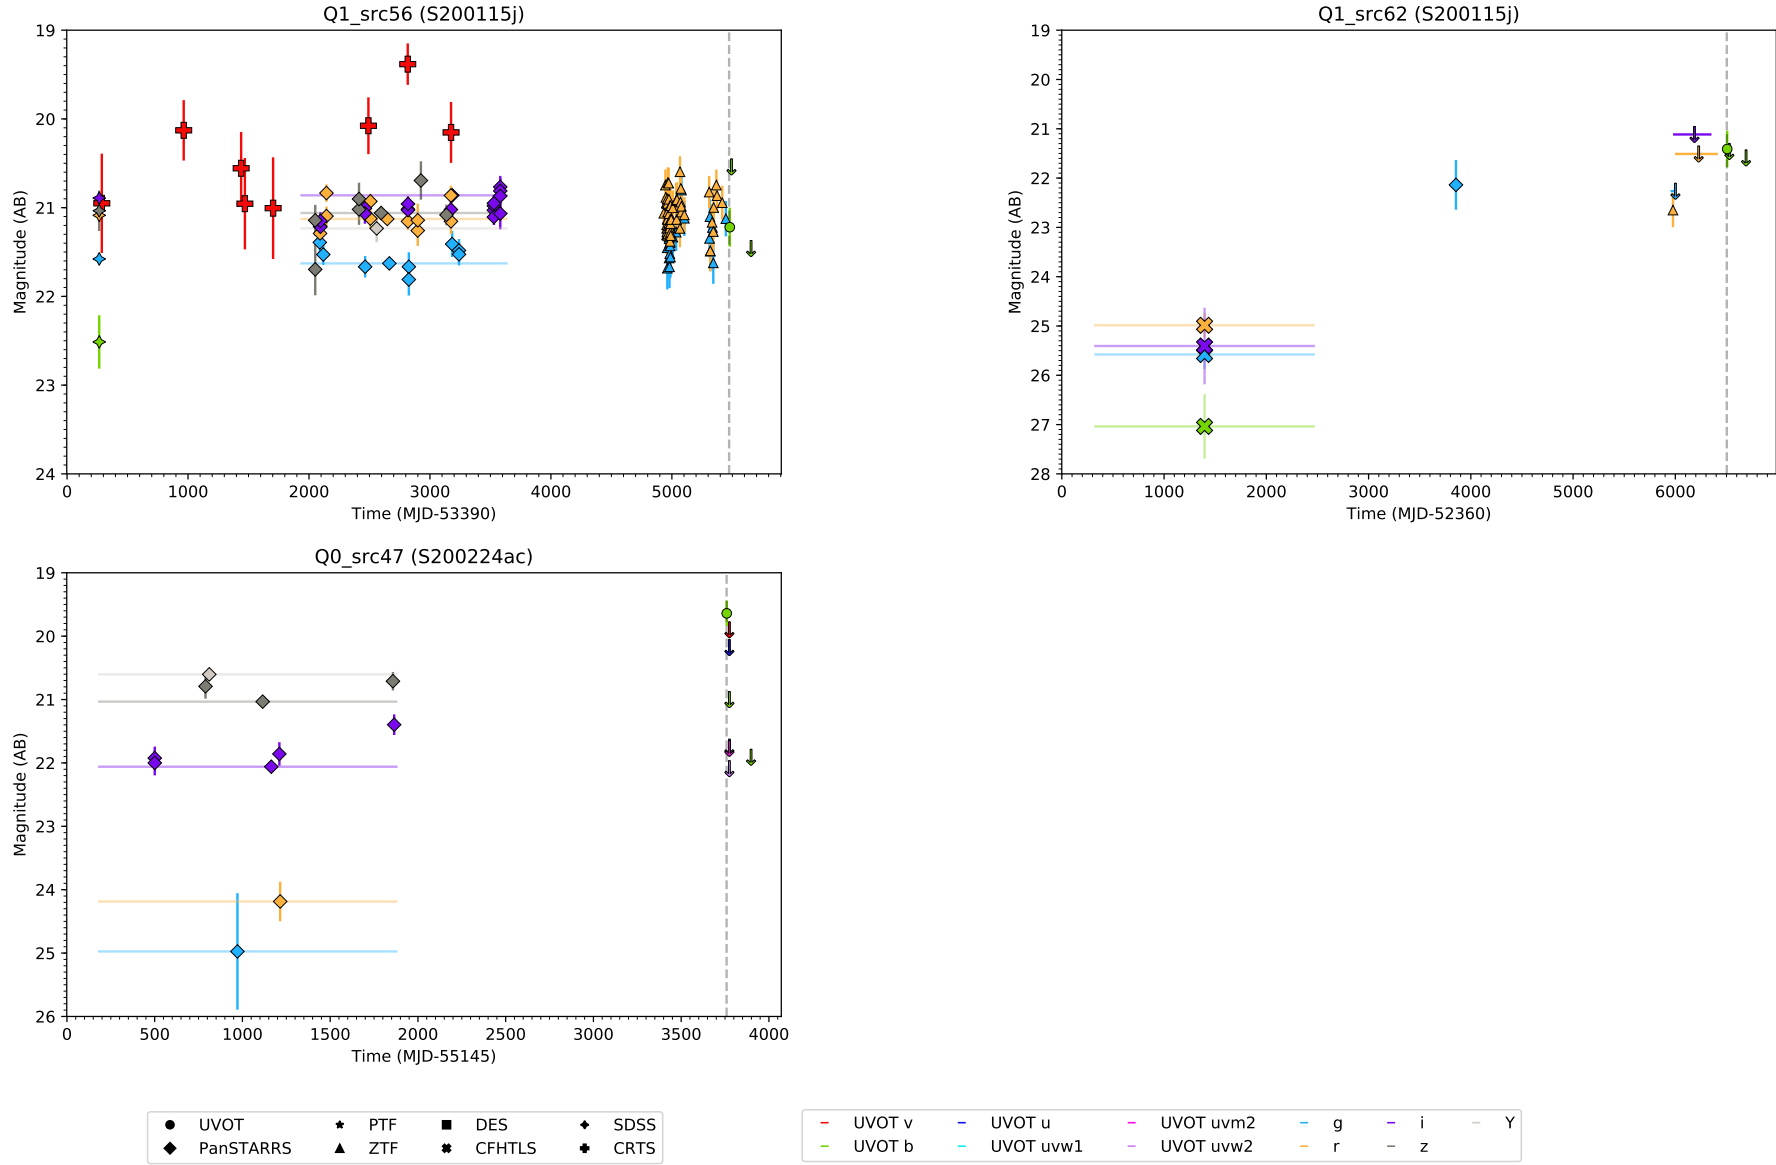 Q1_src56 (S200115j)
19
20
21
22
23
24
Magnitude (AB)
0 1000 2000 3000 4000 5000
Time (MJD-53390)
Q1_src62 (S200115j)
19
20
21
22
23
24
25
26
27
28
Magnitude (AB)
0 1000 2000 3000 4000 5000 6000
Time (MJD-52360)
Q0_src47 (S200224ac)
19
20
21
22
23
24
25
26
Magnitude (AB)
0 500 1000 1500 2000 2500 3000 3500 4000
Time (MJD-55145)
UVOT PTF DES SDSS
PanSTARRS ZTF CFHTLS CRTS
UVOT v UVOT u UVOT uvm2 g i Y
UVOT b UVOT uvw1 UVOT uvw2 r z